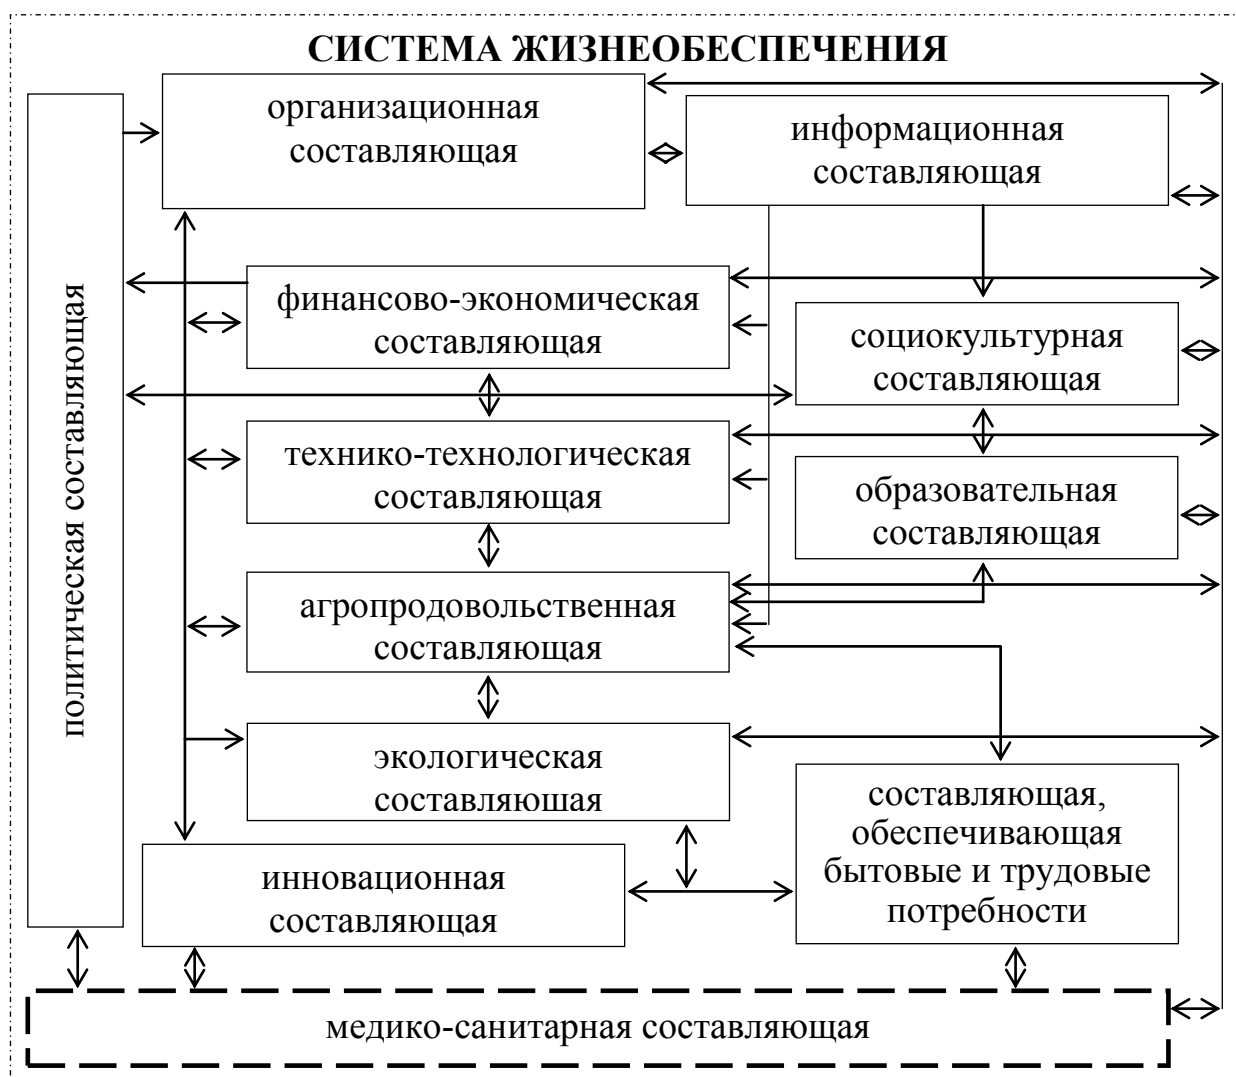 СИСТЕМА ЖИЗНЕОБЕСПЕЧЕНИЯ
организационная
составляющая
информационная
составляющая
политическая составляющая
финансово-экономическая
составляющая
социокультурная
составляющая
технико-технологическая
составляющая
образовательная
составляющая
агропродовольственная
составляющая
экологическая
составляюшая
составляющая,
обеспечивающая
бытовые и трудовые
потребности
инновационная
составляющая
медико-санитарная составляющая